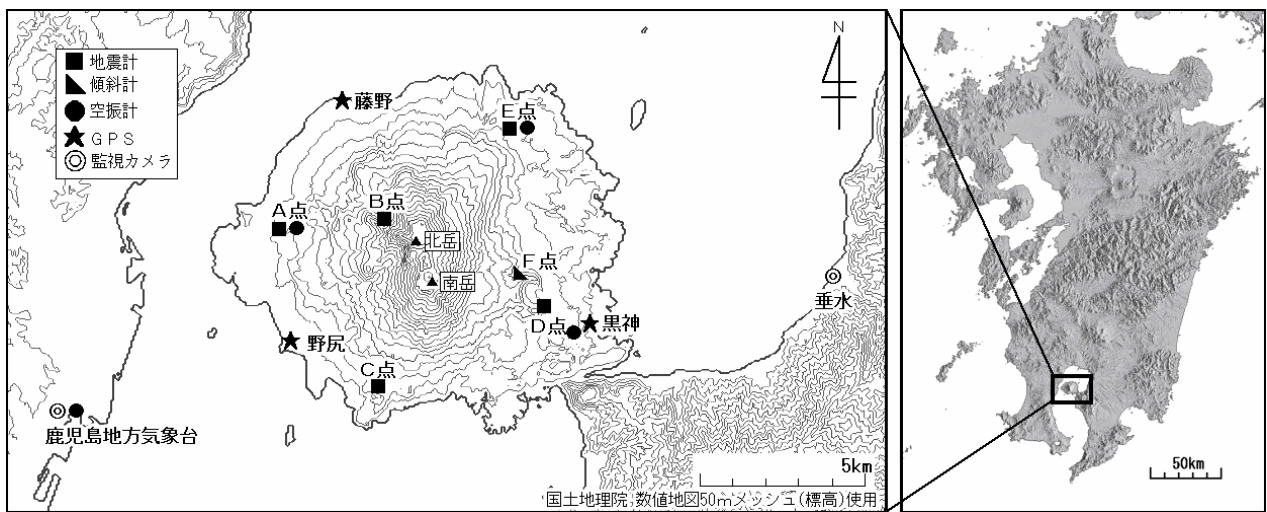 地震計
傾斜計
空振計
GPS
監視カメラ
N
藤野
E点
A点
B点
北岳
F点
南岳
垂水
D点
黒神
野尻
C点
鹿児島地方気象台
5km
国土地理院 数値地図50mメッシュ(標高)使用
50km